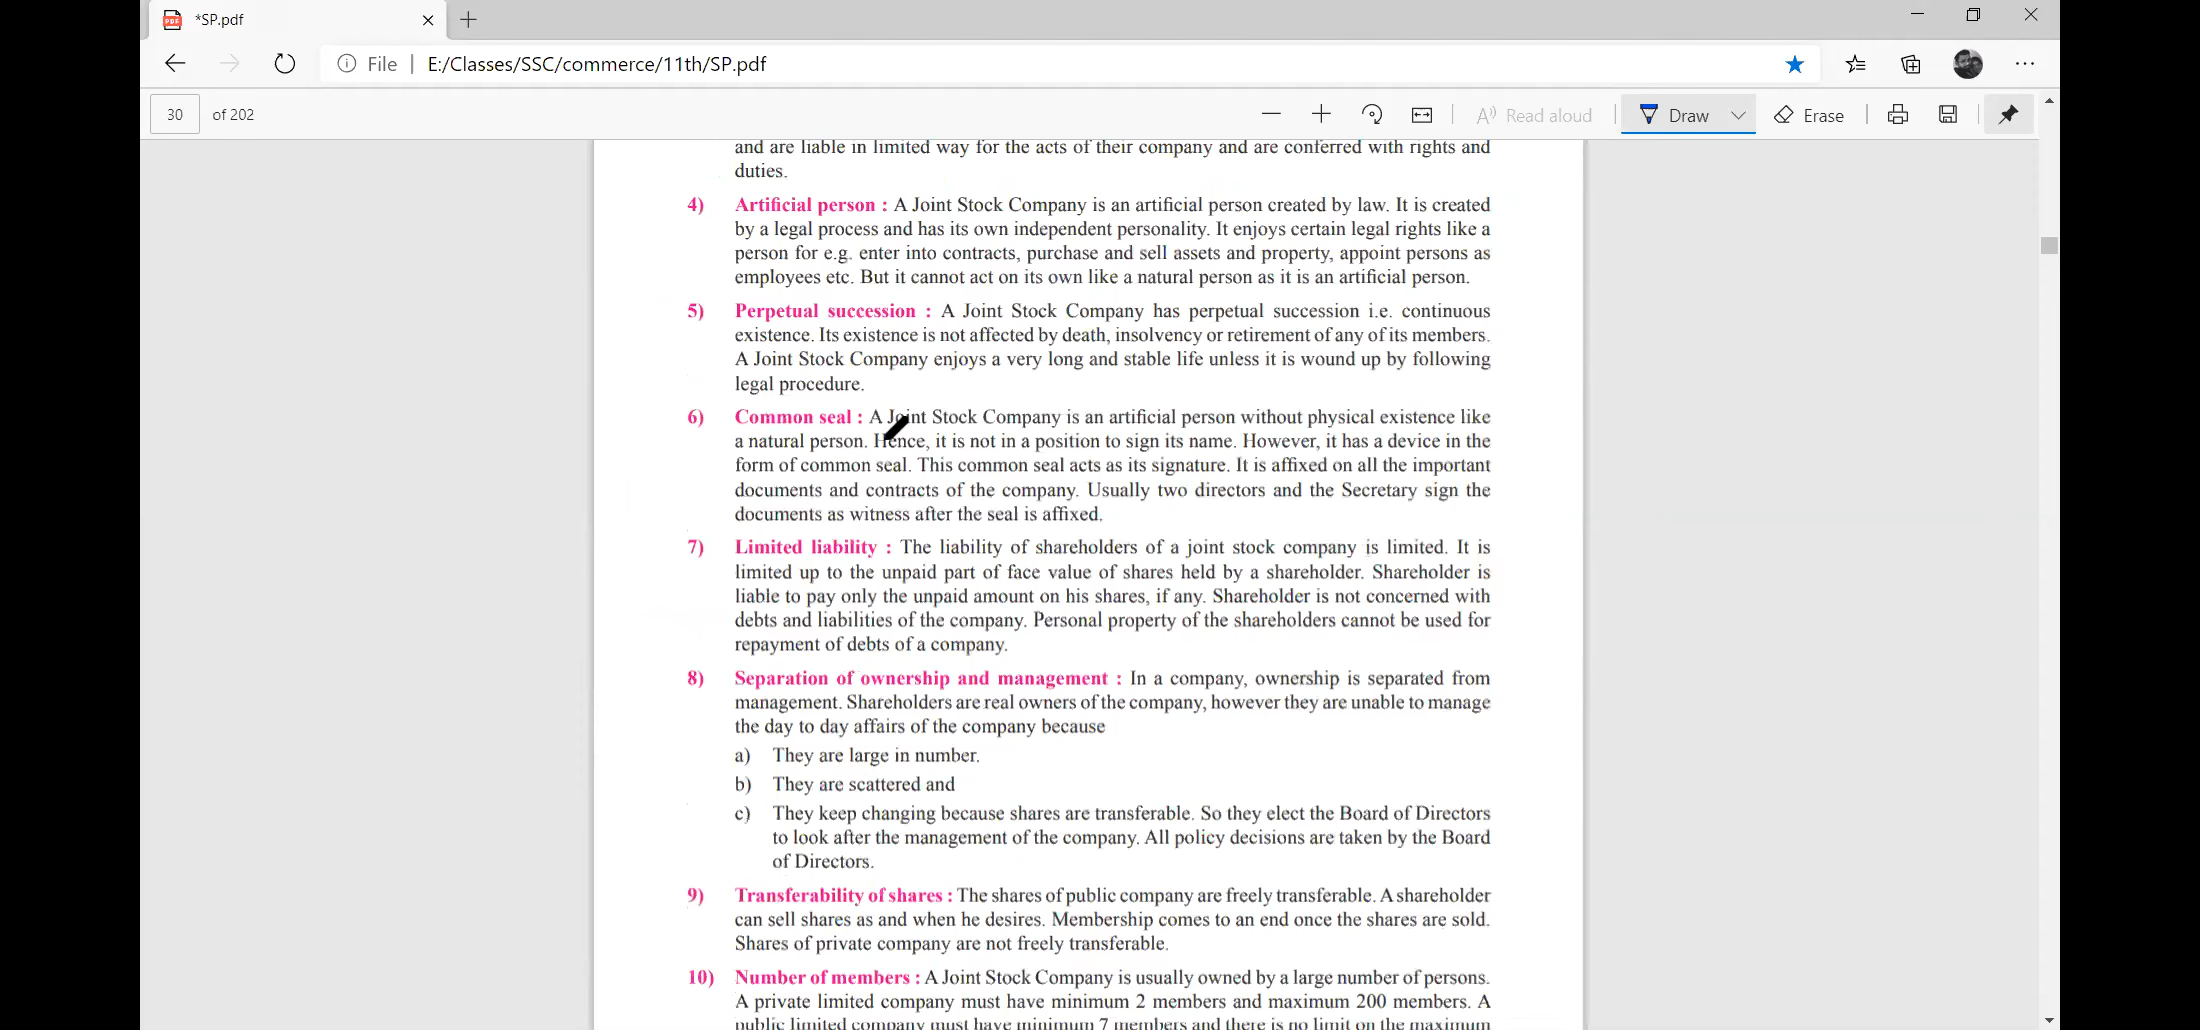 *SP.pdf
File | E:/Classes/SSC/commerce/11th/SP.pdf
30 of 202 Read aloud Draw Erase
and are liable in limited way for the acts of their company and are conferred with rights and
duties.
4) Artificial person : A Joint Stock Company is an artificial person created by law. It is created
by a legal process and has its own independent personality. It enjoys certain legal rights like a
person for e.g. enter into contracts, purchase and sell assets and property, appoint persons as
employees etc. But it cannot act on its own like a natural person as it is an artificial person.
5) Perpetual succession : A Joint Stock Company has perpetual succession i.e. continuous
existence. Its existence is not affected by death, insolvency or retirement of any of its members.
A Joint Stock Company enjoys a very long and stable life unless it is wound up by following
legal procedure.
6) Common seal : A Joint Stock Company is an artificial person without physical existence like
a natural person. Hence, it is not in a position to sign its name. However, it has a device in the
form of common seal. This common seal acts as its signature. It is affixed on all the important
documents and contracts of the company. Usually two directors and the Secretary sign the
documents as witness after the seal is affixed.
7) Limited liability : The liability of shareholders of a joint stock company is limited. It is
limited up to the unpaid part of face value of shares held by a shareholder. Shareholder is
liable to pay only the unpaid amount on his shares, if any. Shareholder is not concerned with
debts and liabilities of the company. Personal property of the shareholders cannot be used for
repayment of debts of a company.
8) Separation of ownership and management : In a company, ownership is separated from
management. Shareholders are real owners of the company, however they are unable to manage
the day to day affairs of the company because
a) They are large in number.
b) They are scattered and
c) They keep changing because shares are transferable. So they elect the Board of Directors
to look after the management of the company. All policy decisions are taken by the Board
of Directors.
9) Transferability of shares : The shares of public company are freely transferable. A shareholder
can sell shares as and when he desires. Membership comes to an end once the shares are sold.
Shares of private company are not freely transferable.
10) Number of members : A Joint Stock Company is usually owned by a large number of persons.
A private limited company must have minimum 2 members and maximum 200 members. A
public limited company must have minimum 7 members and there is no limit on the maximum